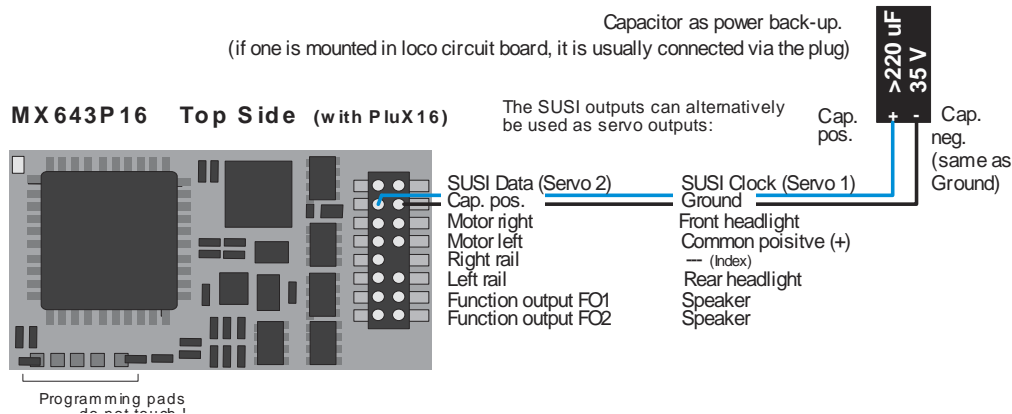 Capacitor as power back-up.
(if one is mounted in loco circuit board, it is usually connected via the plug)
>220 uF
35 V
+ -
MX643P16 Top Side (with PluX16)
The SUSI outputs can alternatively
be used as servo outputs:
Cap.
pos.
Cap.
neg.
(same as
Ground)
SUSI Data (Servo 2) SUSI Clock (Servo 1)
Cap. pos. Ground
Motor right Front headlight
Motor left Common poisitve (+)
Right rail --- (Index)
Left rail Rear headlight
Function output FO1 Speaker
Function output FO2 Speaker
Programming pads
do not touch !